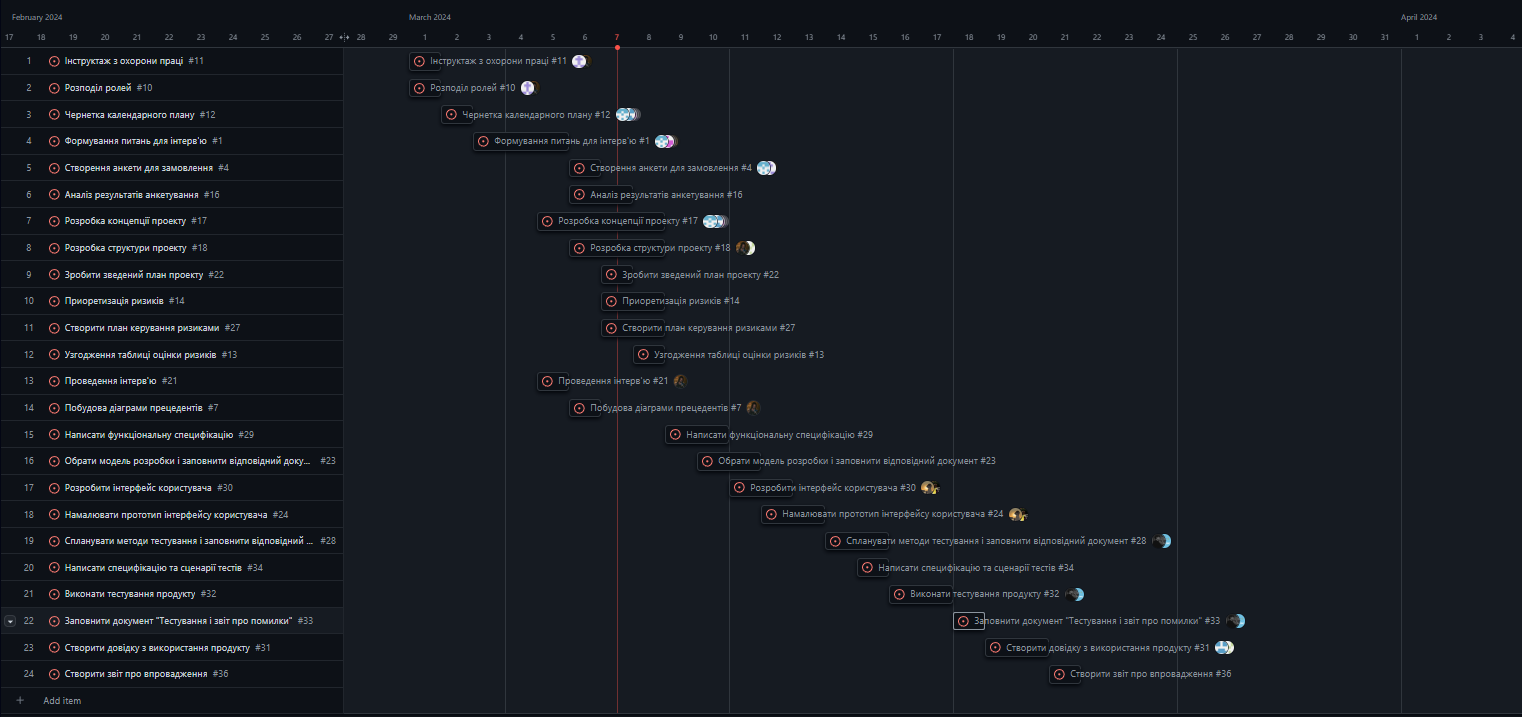 February 2024 March 2024 April 2024
17 18 19 20 21 22 23 24 25 26 27 28 29 1 2 3 4 5 6 7 8 9 10 11 12 13 14 15 16 17 18 19 20 21 22 23 24 25 26 27 28 29 30 31 1 2 3 4
1 Інструктаж з охорони праці #11 Інструктаж з охорони праці #11
2 Розподіл ролей #10 Розподіл ролей #10
3 Чернетка календарного плану #12 Чернетка календарного плану #12
4 Формування питань для інтерв'ю #1 Формування питань для інтерв'ю #1
5 Створення анкети для замовлення #4 Створення анкети для замовлення #4
6 Аналіз результатів анкетування #16 Аналіз результатів анкетування #16
7 Розробка концепції проекту #17 Розробка концепції проекту #17
8 Розробка структури проекту #18 Розробка структури проекту #18
9 Зробити зведений план проекту #22 Зробити зведений план проекту #22
10 Приоретизація ризиків #14 Приоретизація ризиків #14
11 Створити план керування ризиками #27 Створити план керування ризиками #27
12 Узгодження таблиці оцінки ризиків #13 Узгодження таблиці оцінки ризиків #13
13 Проведення інтерв'ю #21 Проведення інтерв'ю #21
14 Побудова діаграми прецедентів #7 Побудова діаграми прецедентів #7
15 Написати функціональну специфікацію #29 Написати функціональну специфікацію #29
16 Обрати модель розробки і заповнити відповідний доку... #23 Обрати модель розробки і заповнити відповідний документ #23
17 Розробити інтерфейс користувача #30 Розробити інтерфейс користувача #30
18 Намалювати прототип інтерфейсу користувача #24 Намалювати прототип інтерфейсу користувача #24
19 Спланувати методи тестування і заповнити відповідний ... #28 Спланувати методи тестування і заповнити відповідний документ #28
20 Написати специфікацію та сценарії тестів #34 Написати специфікацію та сценарії тестів #34
21 Виконати тестування продукту #32 Виконати тестування продукту #32
22 Заповнити документ "Тестування і звіт про помилки" #33 Заповнити документ "Тестування і звіт про помилки" #33
23 Створити довідку з використання продукту #31 Створити довідку з використання продукту #31
24 Створити звіт про впровадження #36 Створити звіт про впровадження #36
+ Add item